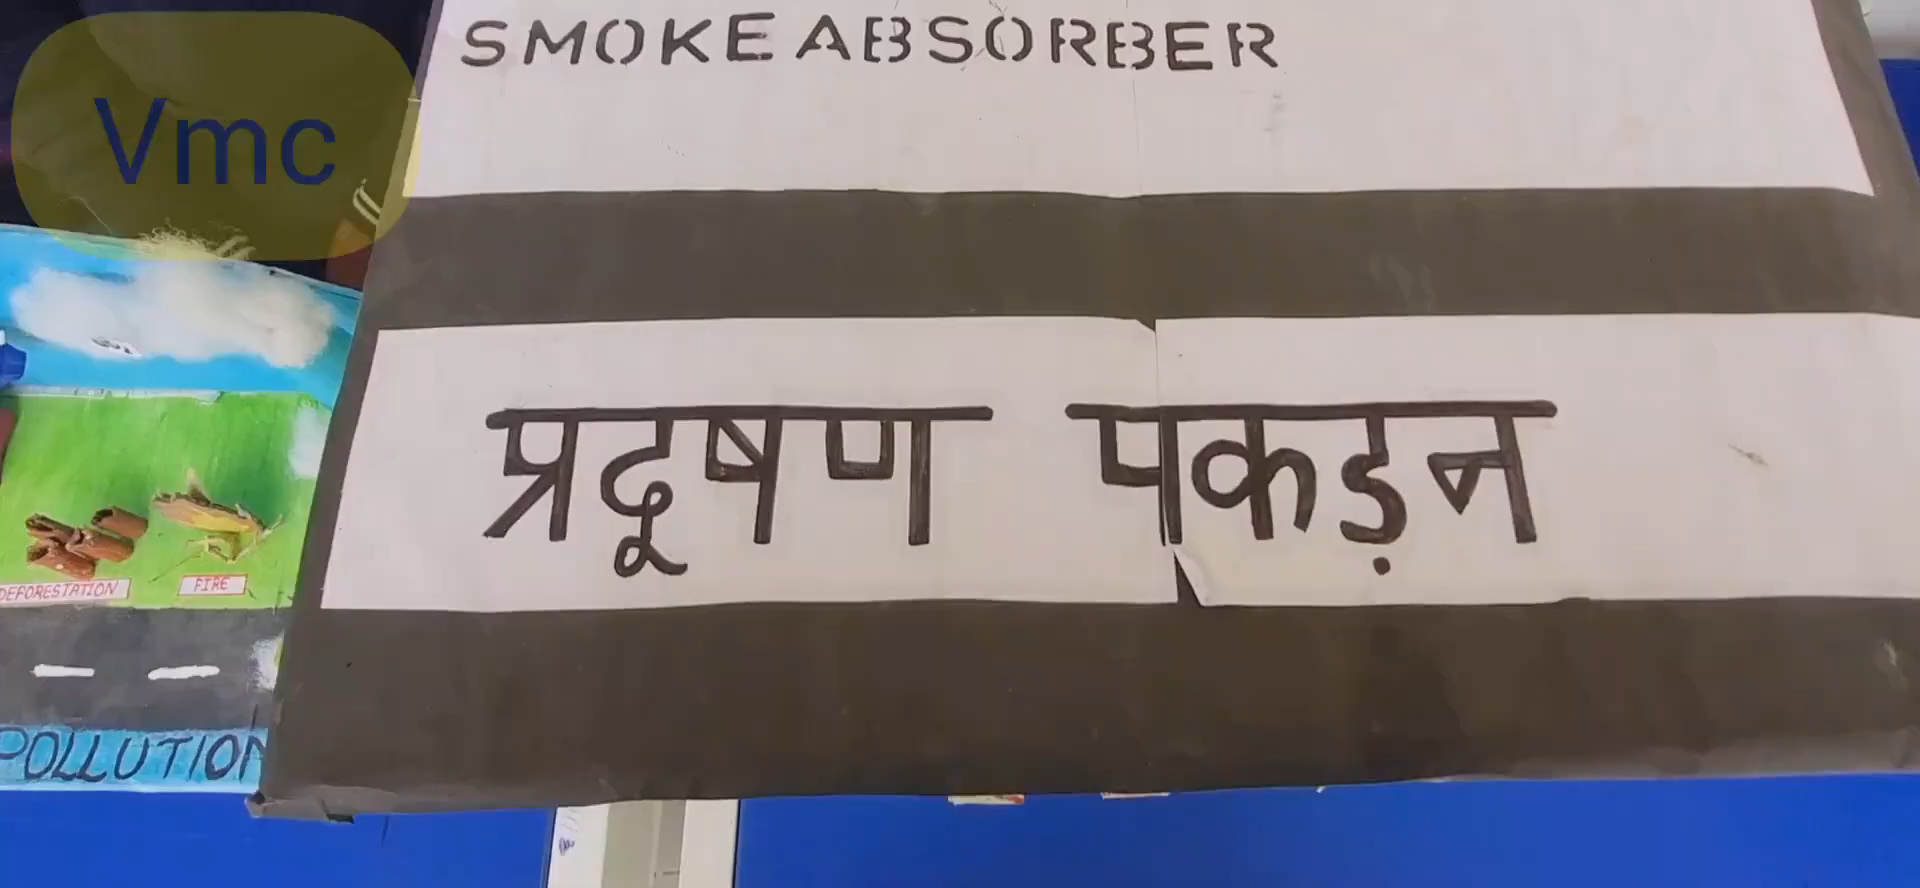 SMOKE ABSORBER
Vmc
प्रदूषण पकड़न
DEFORESTATION
FIRE
POLLUTION